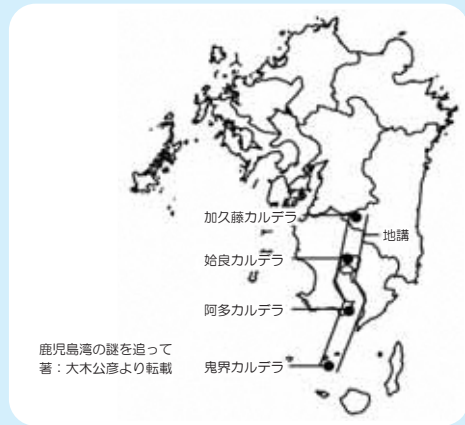 加久藤カルデラ
地講
姶良カルデラ
阿多カルデラ
鹿児島湾の謎を追って
著：大木公彦より転載
鬼界カルデラ